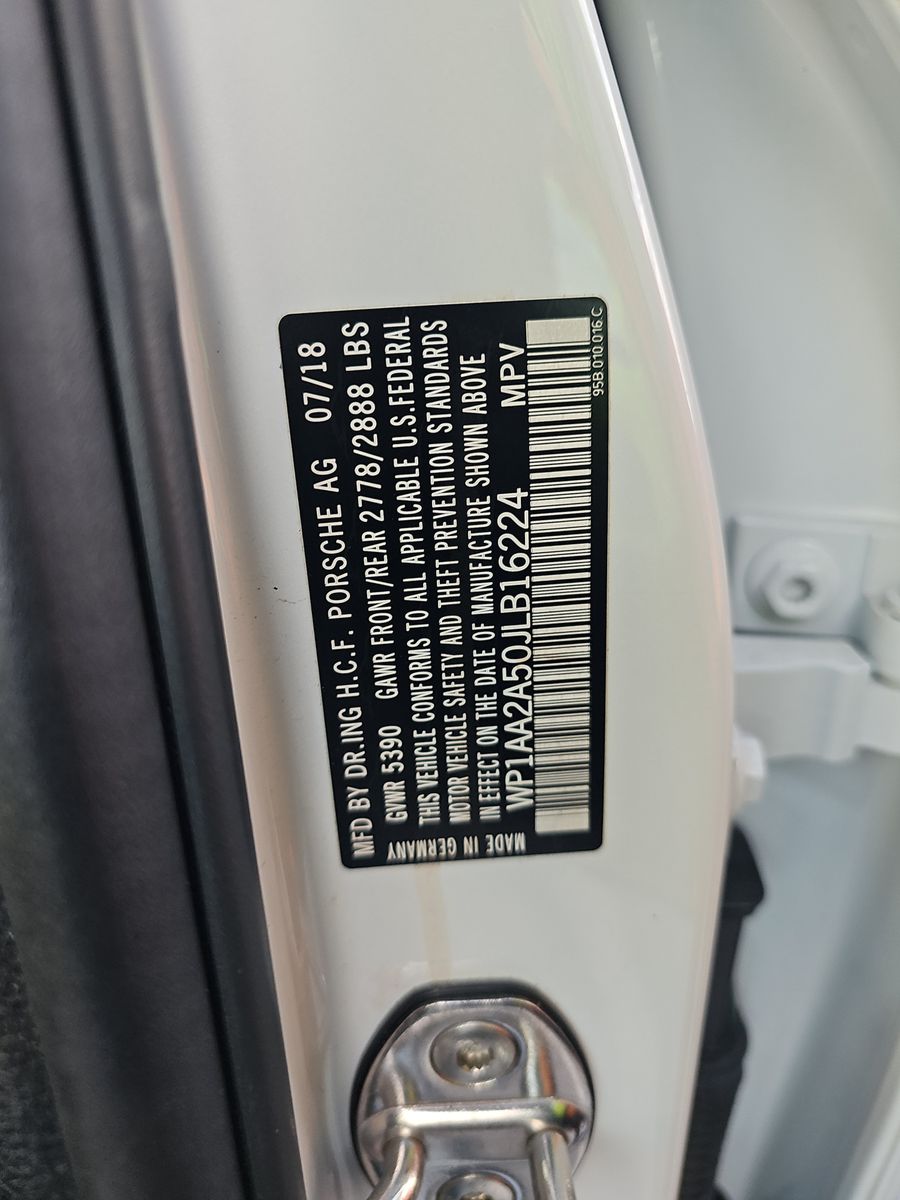 MFD BY DR.ING H.C.F. PORSCHE AG 07/18
GVWR 5390 GAWR FRONT/REAR 2778/2888 LBS
THIS VEHICLE CONFORMS TO ALL APPLICABLE U.S.FEDERAL
MOTOR VEHICLE SAFETY AND THEFT PREVENTION STANDARDS
IN EFFECT ON THE DATE OF MANUFACTURE SHOWN ABOVE
WP1AA2A50JLB16224 MPV
MADE IN GERMANY
95B.010.016.C